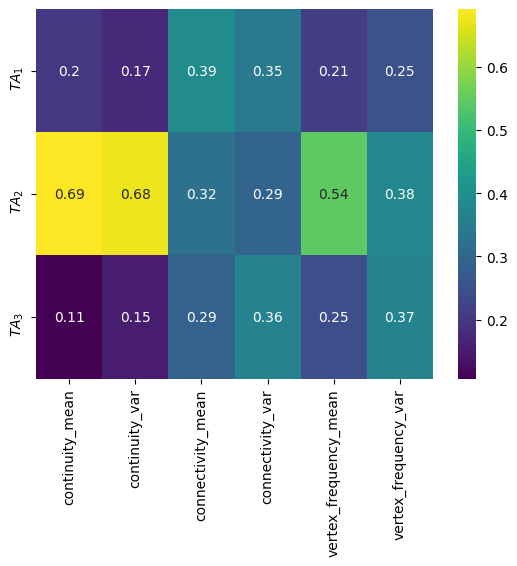 TA1
0.2 0.17 0.39 0.35 0.21 0.25
TA2
0.69 0.68 0.32 0.29 0.54 0.38
TA3
0.11 0.15 0.29 0.36 0.25 0.37
continuity_mean
continuity_var
connectivity_mean
connectivity_var
vertex_frequency_mean
vertex_frequency_var
0.6
0.5
0.4
0.3
0.2